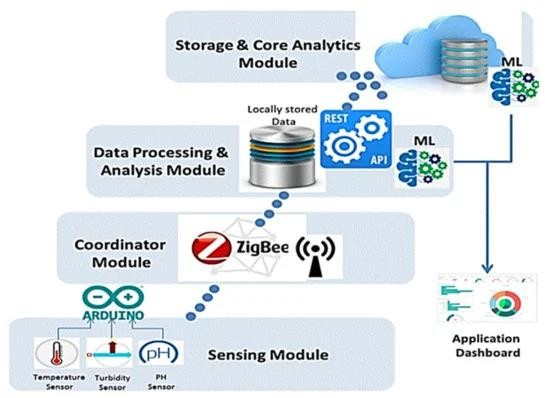 Storage & Core Analytics
Module
ML
Locally stored
Data
REST
API
ML
Data Processing &
Analysis Module
Coordinator
Module
Z
ZigBee
ARDUINO
Sensing Module
Temperature
Sensor
Turbidity
Sensor
pH
PH
Sensor
Application
Dashboard